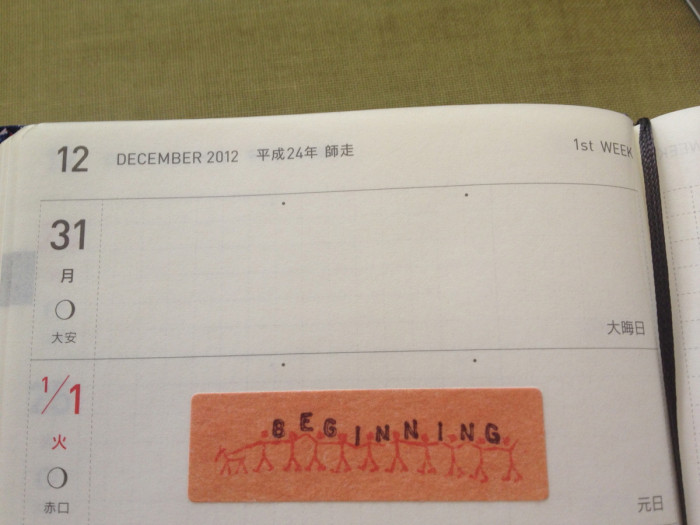 12 DECEMBER 2012 平成24年 師走 1st WEEK
31
月
大安
大晦日
1/1
火
赤口
BEGINNING
元日